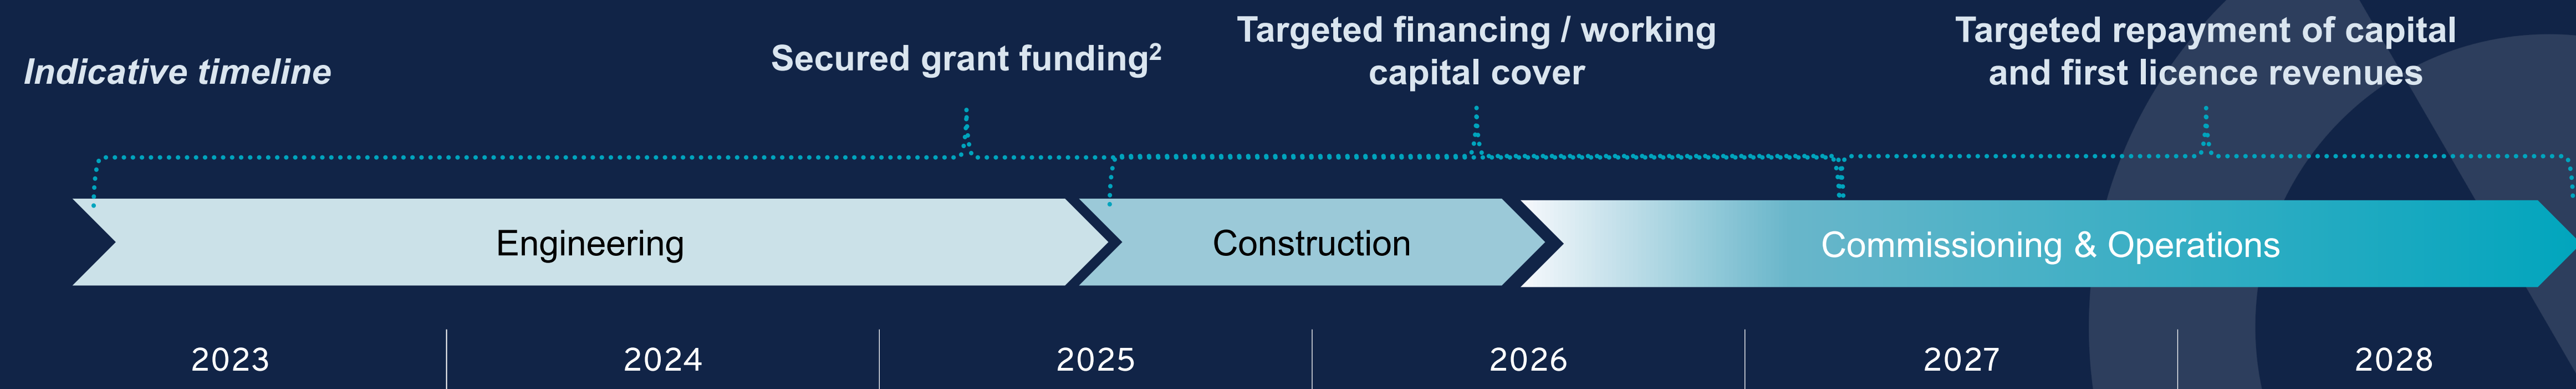 Indicative timeline
Secured grant funding²
Targeted financing / working
capital cover
Targeted repayment of capital
and first licence revenues
Engineering
Construction
Commissioning & Operations
2023
2024
2025
2026
2027
2028